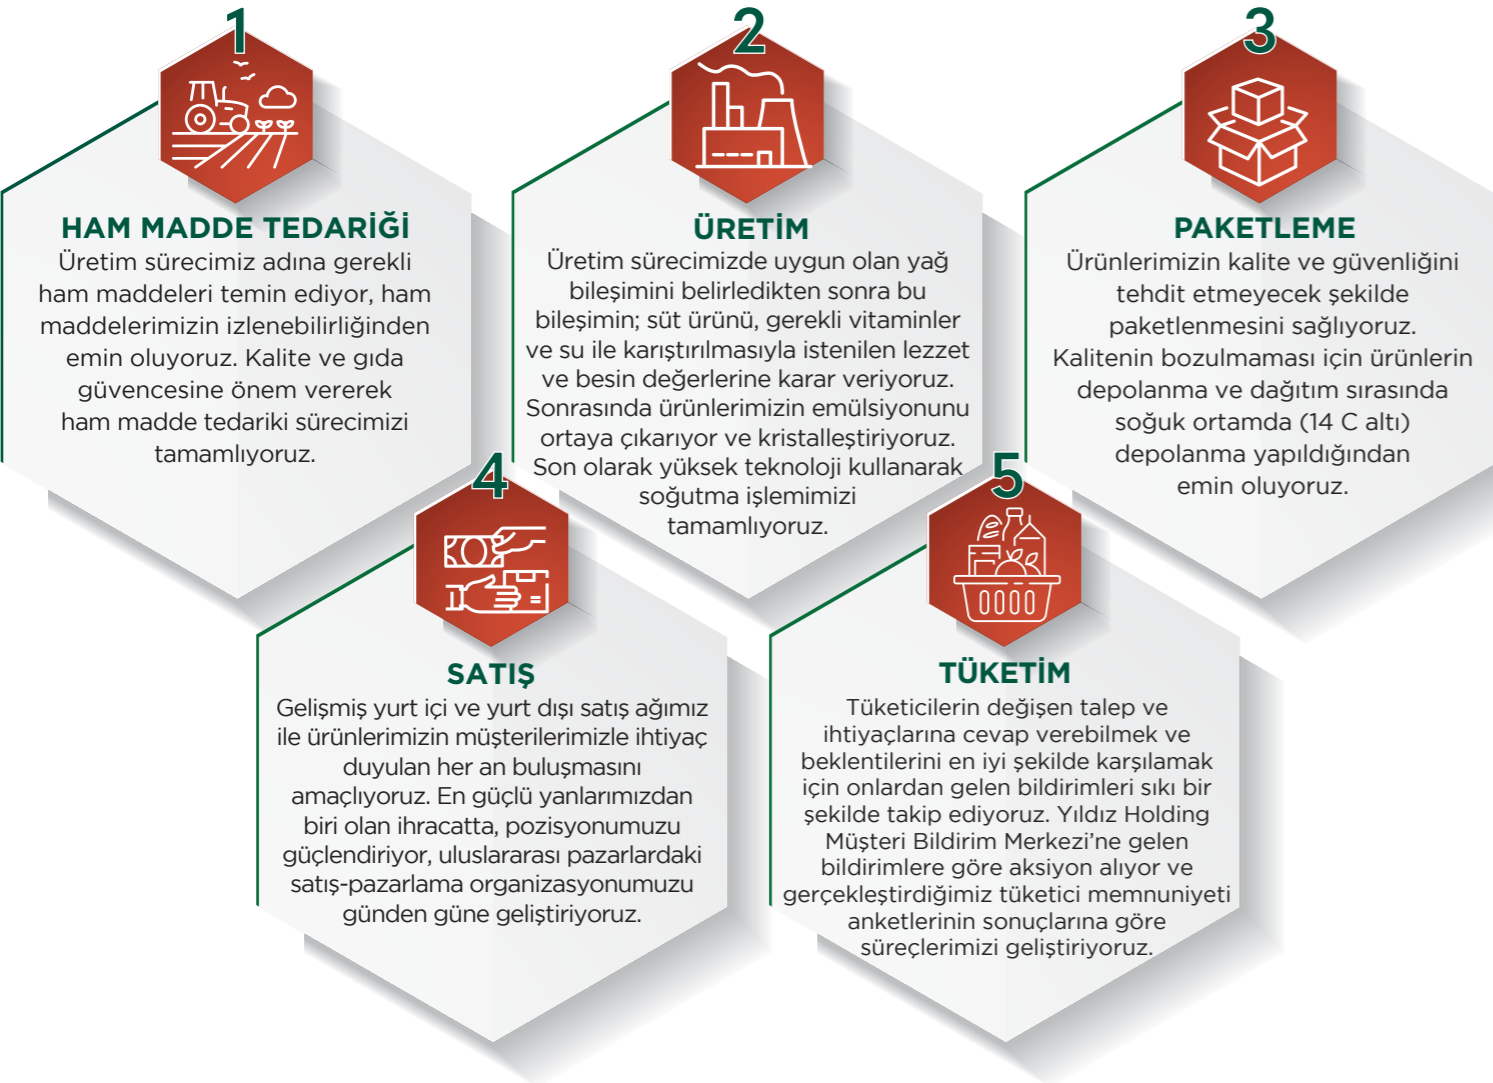 1
HAM MADDE TEDARİĞİ
Üretim sürecimiz adına gerekli
ham maddeleri temin ediyor, ham
maddelerimizin izlenebilirliğinden
emin oluyoruz. Kalite ve gıda
güvencesine önem vererek
ham madde tedariki sürecimizi
tamamlıyoruz.
2
ÜRETİM
Üretim sürecimizde uygun olan yağ
bileşimini belirledikten sonra bu
bileşimin; süt ürünü, gerekli vitaminler
ve su ile karıştırılmasıyla istenilen lezzet
ve besin değerlerine karar veriyoruz.
Sonrasında ürünlerimizin emülsiyonunu
ortaya çıkarıyor ve kristalleştiriyoruz.
Son olarak yüksek teknoloji kullanarak
soğutma işlemimizi
tamamlıyoruz.
3
PAKETLEME
Ürünlerimizin kalite ve güvenliğini
tehdit etmeyecek şekilde
paketlenmesini sağlıyoruz.
Kalitenin bozulmaması için ürünlerin
depolanma ve dağıtım sırasında
soğuk ortamda (14 C altı)
depolanma yapıldığından
emin oluyoruz.
4
SATIŞ
Gelişmiş yurt içi ve yurt dışı satış ağımız
ile ürünlerimizin müşterilerimizle ihtiyaç
duyulan her an buluşmasını
amaçlıyoruz. En güçlü yanlarımızdan
biri olan ihracatta, pozisyonumuzu
güçlendiriyor, uluslararası pazarlardaki
satış-pazarlama organizasyonumuzu
günden güne geliştiriyoruz.
5
TÜKETİM
Tüketicilerin değişen talep ve
ihtiyaçlarına cevap verebilmek ve
beklentilerini en iyi şekilde karşılamak
için onlardan gelen bildirimleri sıkı bir
şekilde takip ediyoruz. Yıldız Holding
Müşteri Bildirim Merkezi’ne gelen
bildirimlere göre aksiyon alıyor ve
gerçekleştirdiğimiz tüketici memnuniyeti
anketlerinin sonuçlarına göre
süreçlerimizi geliştiriyoruz.